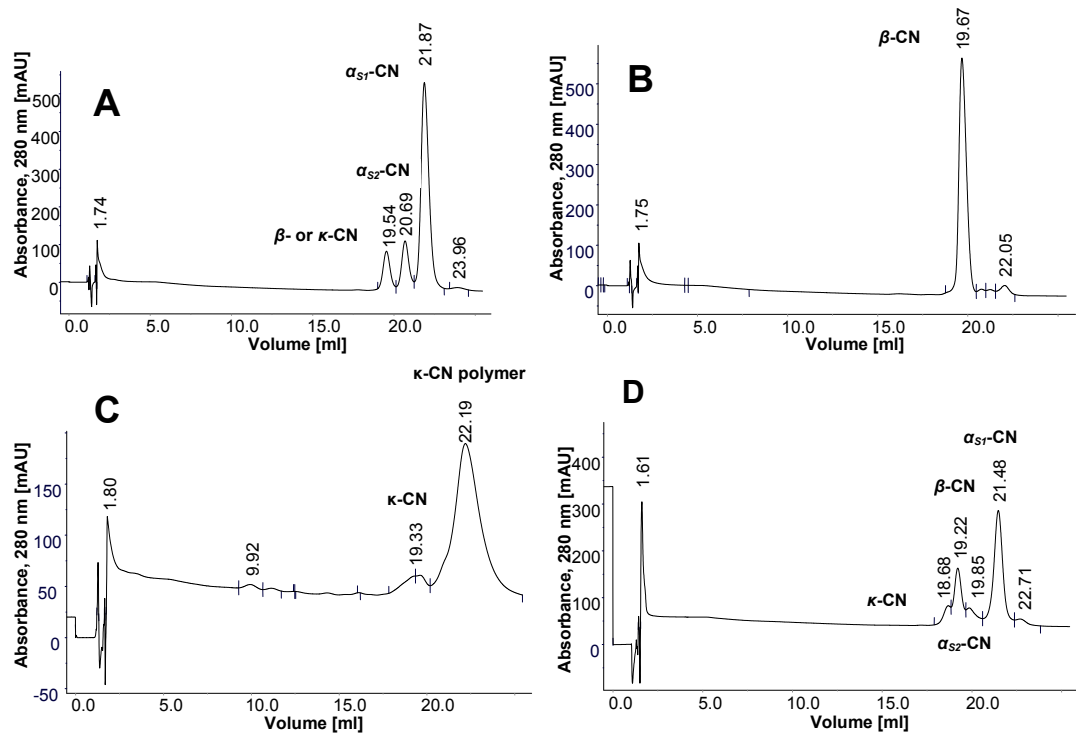 A
Absorbance, 280 nm [mAU]
500
400
300
200
100
0
1.74
β- or κ-CN
19.54
αS2-CN
20.69
αS1-CN
21.87
23.96
0.0 5.0 10.0 15.0 20.0
Volume [ml]
B
Absorbance, 280 nm [mAU]
500
400
300
200
100
0
1.75
β-CN
19.67
22.05
0.0 5.0 10.0 15.0 20.0
Volume [ml]
C
Absorbance, 280 nm [mAU]
150
100
50
0
-50
1.80
9.92
κ-CN
19.33
κ-CN polymer
22.19
0.0 5.0 10.0 15.0 20.0
Volume [ml]
D
Absorbance, 280 nm [mAU]
400
300
200
100
0
1.61
κ-CN
18.68
β-CN
19.22
19.85
αS2-CN
αS1-CN
21.48
22.71
0.0 5.0 10.0 15.0 20.0
Volume [ml]